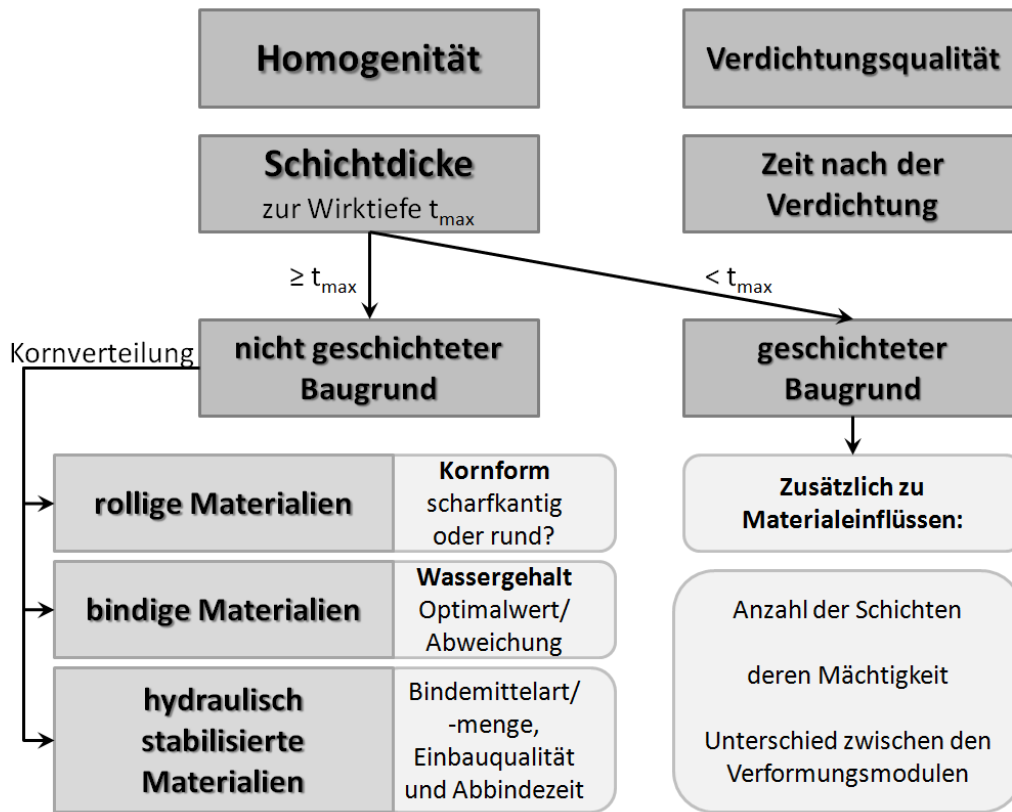 Homogenität
Verdichtungsqualität
Schichtdicke
zur Wirktiefe tmax
Zeit nach der
Verdichtung
≥ tmax
< tmax
Kornverteilung
nicht geschichteter
Baugrund
geschichteter
Baugrund
rollige Materialien
Kornform
scharfkantig
oder rund?
Zusätzlich zu
Materialeinflüssen:
bindige Materialien
Wassergehalt
Optimalwert/
Abweichung
hydraulisch
stabilisierte
Materialien
Bindemittelart/
-menge,
Einbauqualität
und Abbindezeit
Anzahl der Schichten
deren Mächtigkeit
Unterschied zwischen den
Verformungsmodulen